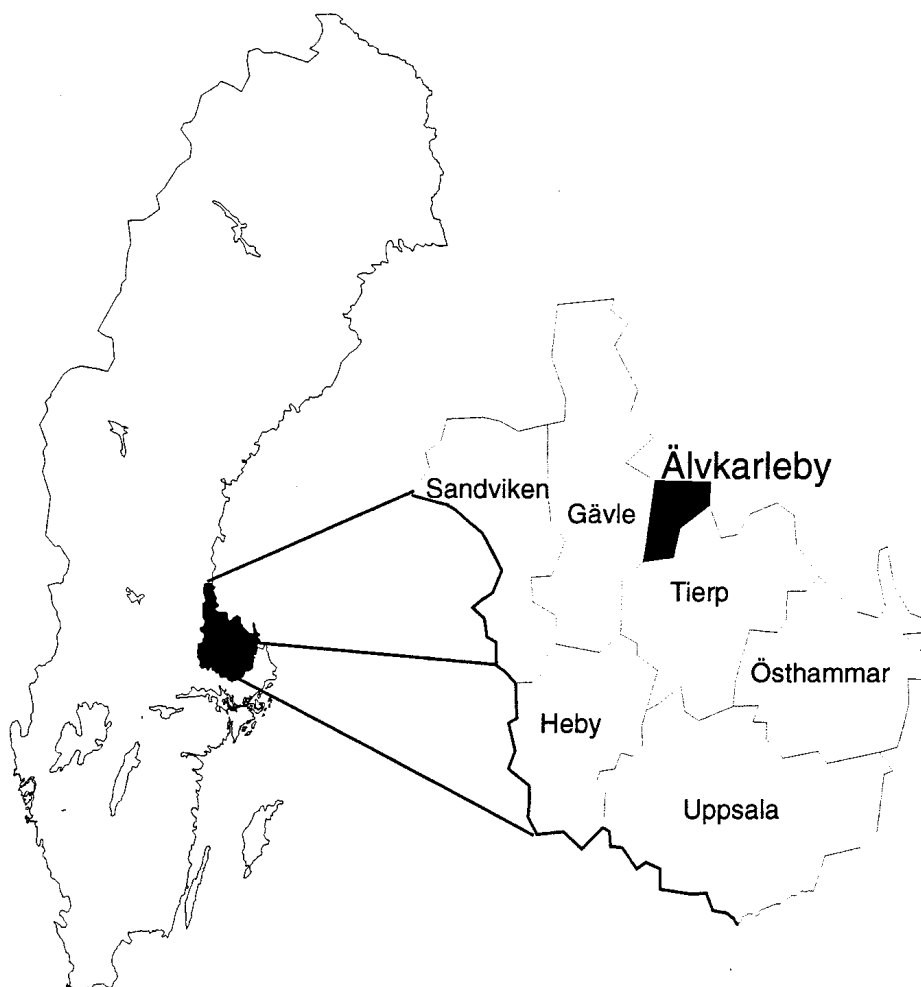 Älvkarleby
Sandviken
Gävle
Tierp
Östhammar
Heby
Uppsala